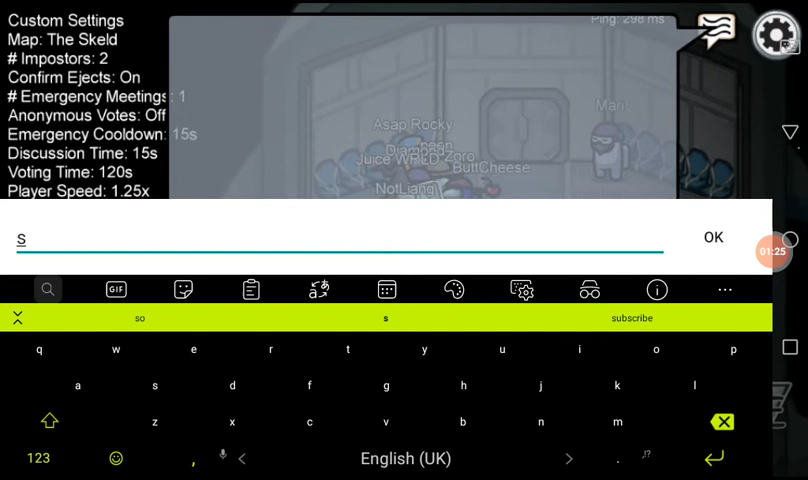 Custom Settings
Map: The Skeld
# Impostors: 2
Confirm Ejects: On
# Emergency Meetings: 1
Anonymous Votes: Off
Emergency Cooldown: 15s
Discussion Time: 15s
Voting Time: 120s
Player Speed: 1.25x
Ping: 298 ms
Mari
Asap Rocky
Diamond
Juice WRLD
Zoro
ButtCheese
NotLiang
S
OK
01:25
GIF
so
s
subscribe
q w e r t y u i o p
a s d f g h j k l
z x c v b n m
123 , < English (UK) > . ,!?